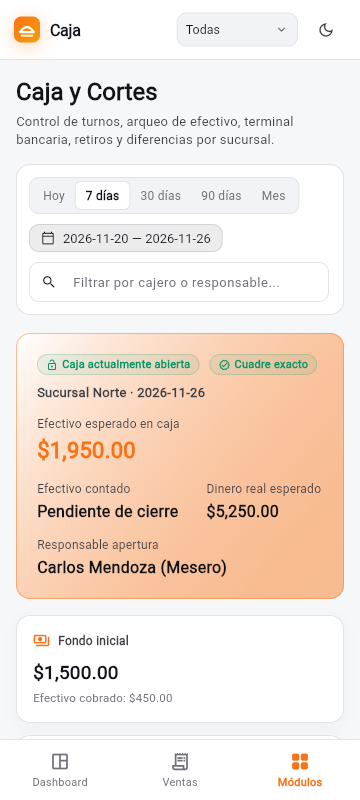 Caja
Todas
Caja y Cortes
Control de turnos, arqueo de efectivo, terminal
bancaria, retiros y diferencias por sucursal.
Hoy
7 días
30 días
90 días
Mes
2026-11-20 — 2026-11-26
Filtrar por cajero o responsable...
Caja actualmente abierta
Cuadre exacto
Sucursal Norte · 2026-11-26
Efectivo esperado en caja
$1,950.00
Efectivo contado
Dinero real esperado
Pendiente de cierre
$5,250.00
Responsable apertura
Carlos Mendoza (Mesero)
Fondo inicial
$1,500.00
Efectivo cobrado: $450.00
Dashboard
Ventas
Módulos